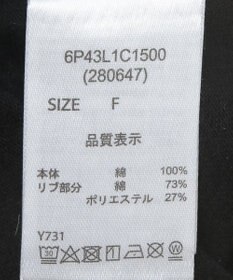 6P43L1C1500
(280647)
SIZE F
品質表示
本体 綿 100%
リブ部分 綿 73%
ポリエステル 27%
Y731